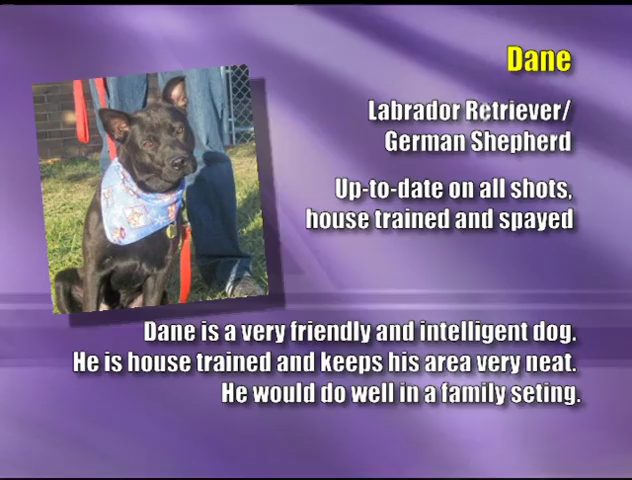 Dane
Labrador Retriever/
German Shepherd
Up-to-date on all shots,
house trained and spayed
Dane is a very friendly and intelligent dog.
He is house trained and keeps his area very neat.
He would do well in a family seting.